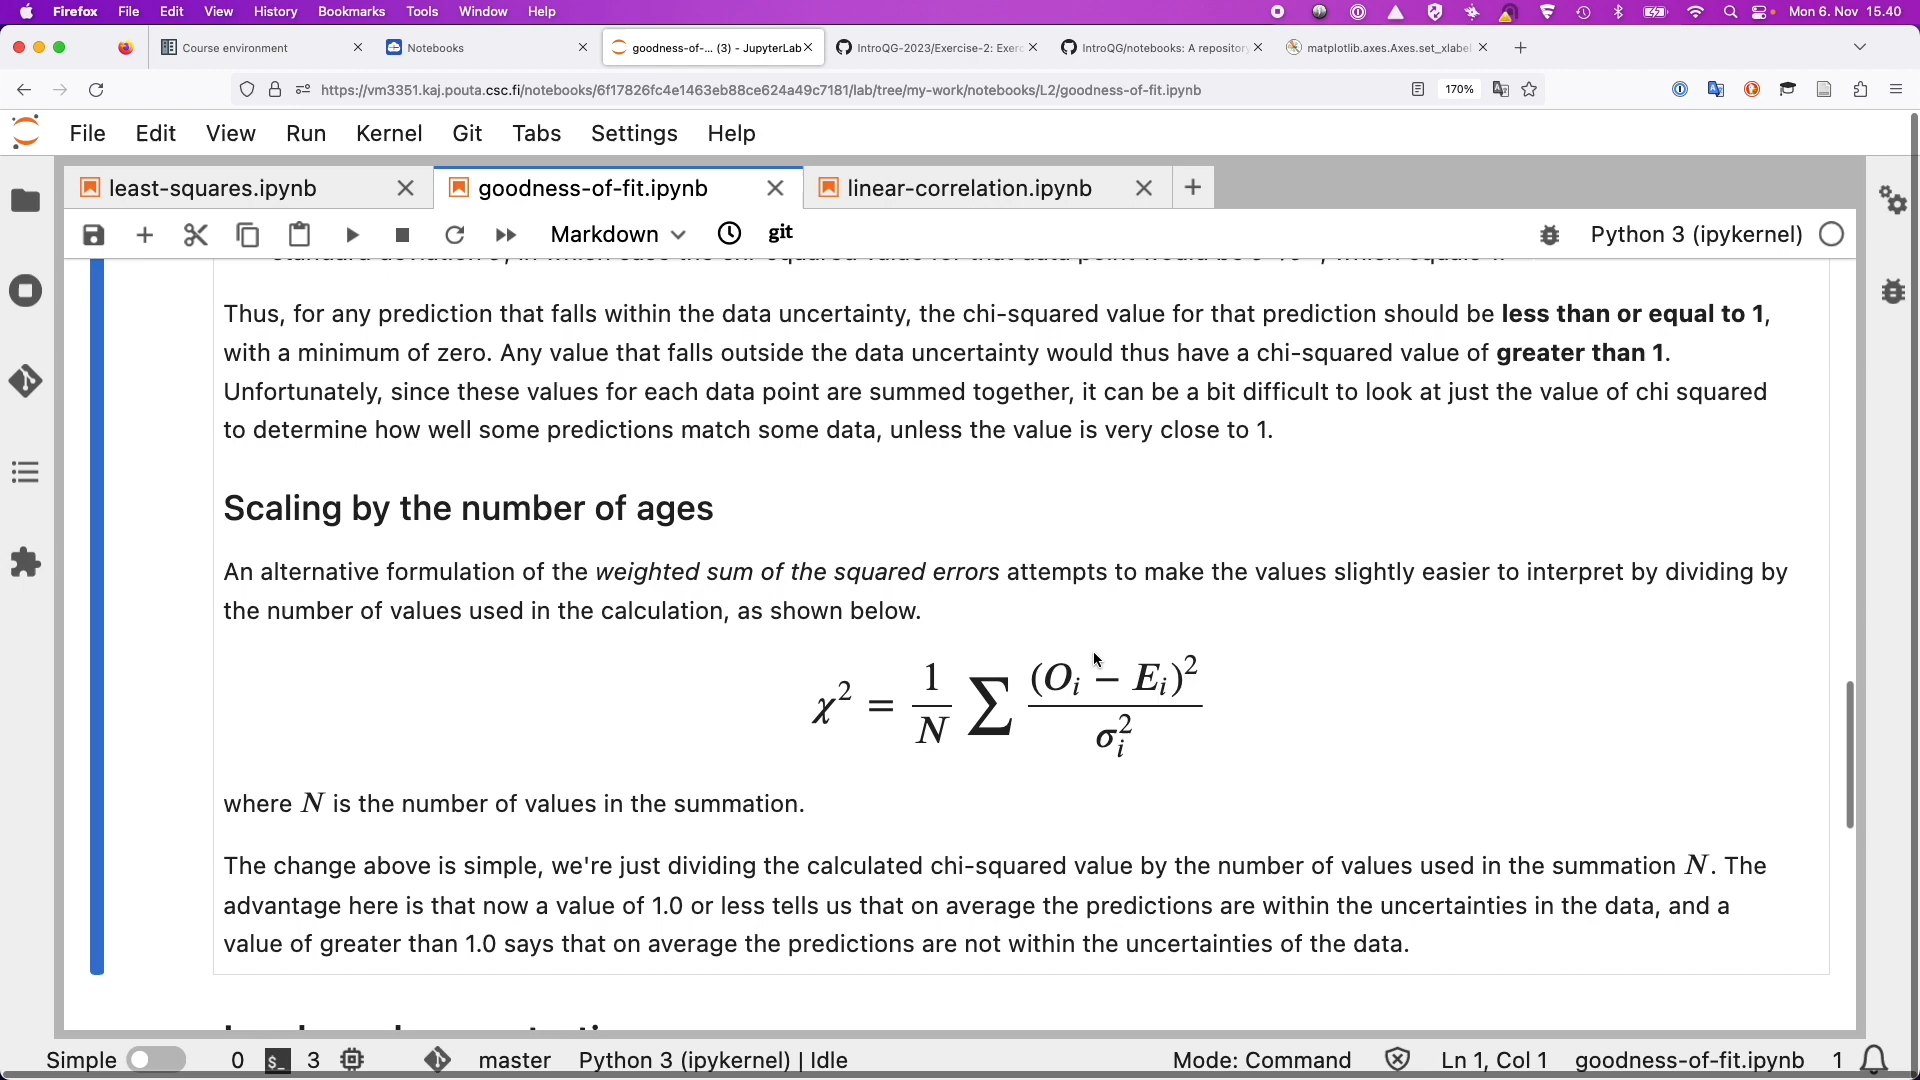 Firefox File Edit View History Bookmarks Tools Window Help Mon 6. Nov 15.40
Course environment Notebooks goodness-of-... (3) - JupyterLab IntroQG-2023/Exercise-2: Exerc IntroQG/notebooks: A repository matplotlib.axes.Axes.set_xlabel
https://vm3351.kaj.pouta.csc.fi/notebooks/6f17826fc4e1463eb88ce624a49c7181/lab/tree/my-work/notebooks/L2/goodness-of-fit.ipynb 170%
File Edit View Run Kernel Git Tabs Settings Help
least-squares.ipynb goodness-of-fit.ipynb linear-correlation.ipynb
Markdown git Python 3 (ipykernel)
Thus, for any prediction that falls within the data uncertainty, the chi-squared value for that prediction should be less than or equal to 1,
with a minimum of zero. Any value that falls outside the data uncertainty would thus have a chi-squared value of greater than 1.
Unfortunately, since these values for each data point are summed together, it can be a bit difficult to look at just the value of chi squared
to determine how well some predictions match some data, unless the value is very close to 1.
Scaling by the number of ages
An alternative formulation of the weighted sum of the squared errors attempts to make the values slightly easier to interpret by dividing by
the number of values used in the calculation, as shown below.
χ² = 1/N ∑ (Oᵢ − Eᵢ)²/σᵢ²
where N is the number of values in the summation.
The change above is simple, we're just dividing the calculated chi-squared value by the number of values used in the summation N. The
advantage here is that now a value of 1.0 or less tells us that on average the predictions are within the uncertainties in the data, and a
value of greater than 1.0 says that on average the predictions are not within the uncertainties of the data.
Simple 0 3 master Python 3 (ipykernel) | Idle Mode: Command Ln 1, Col 1 goodness-of-fit.ipynb 1